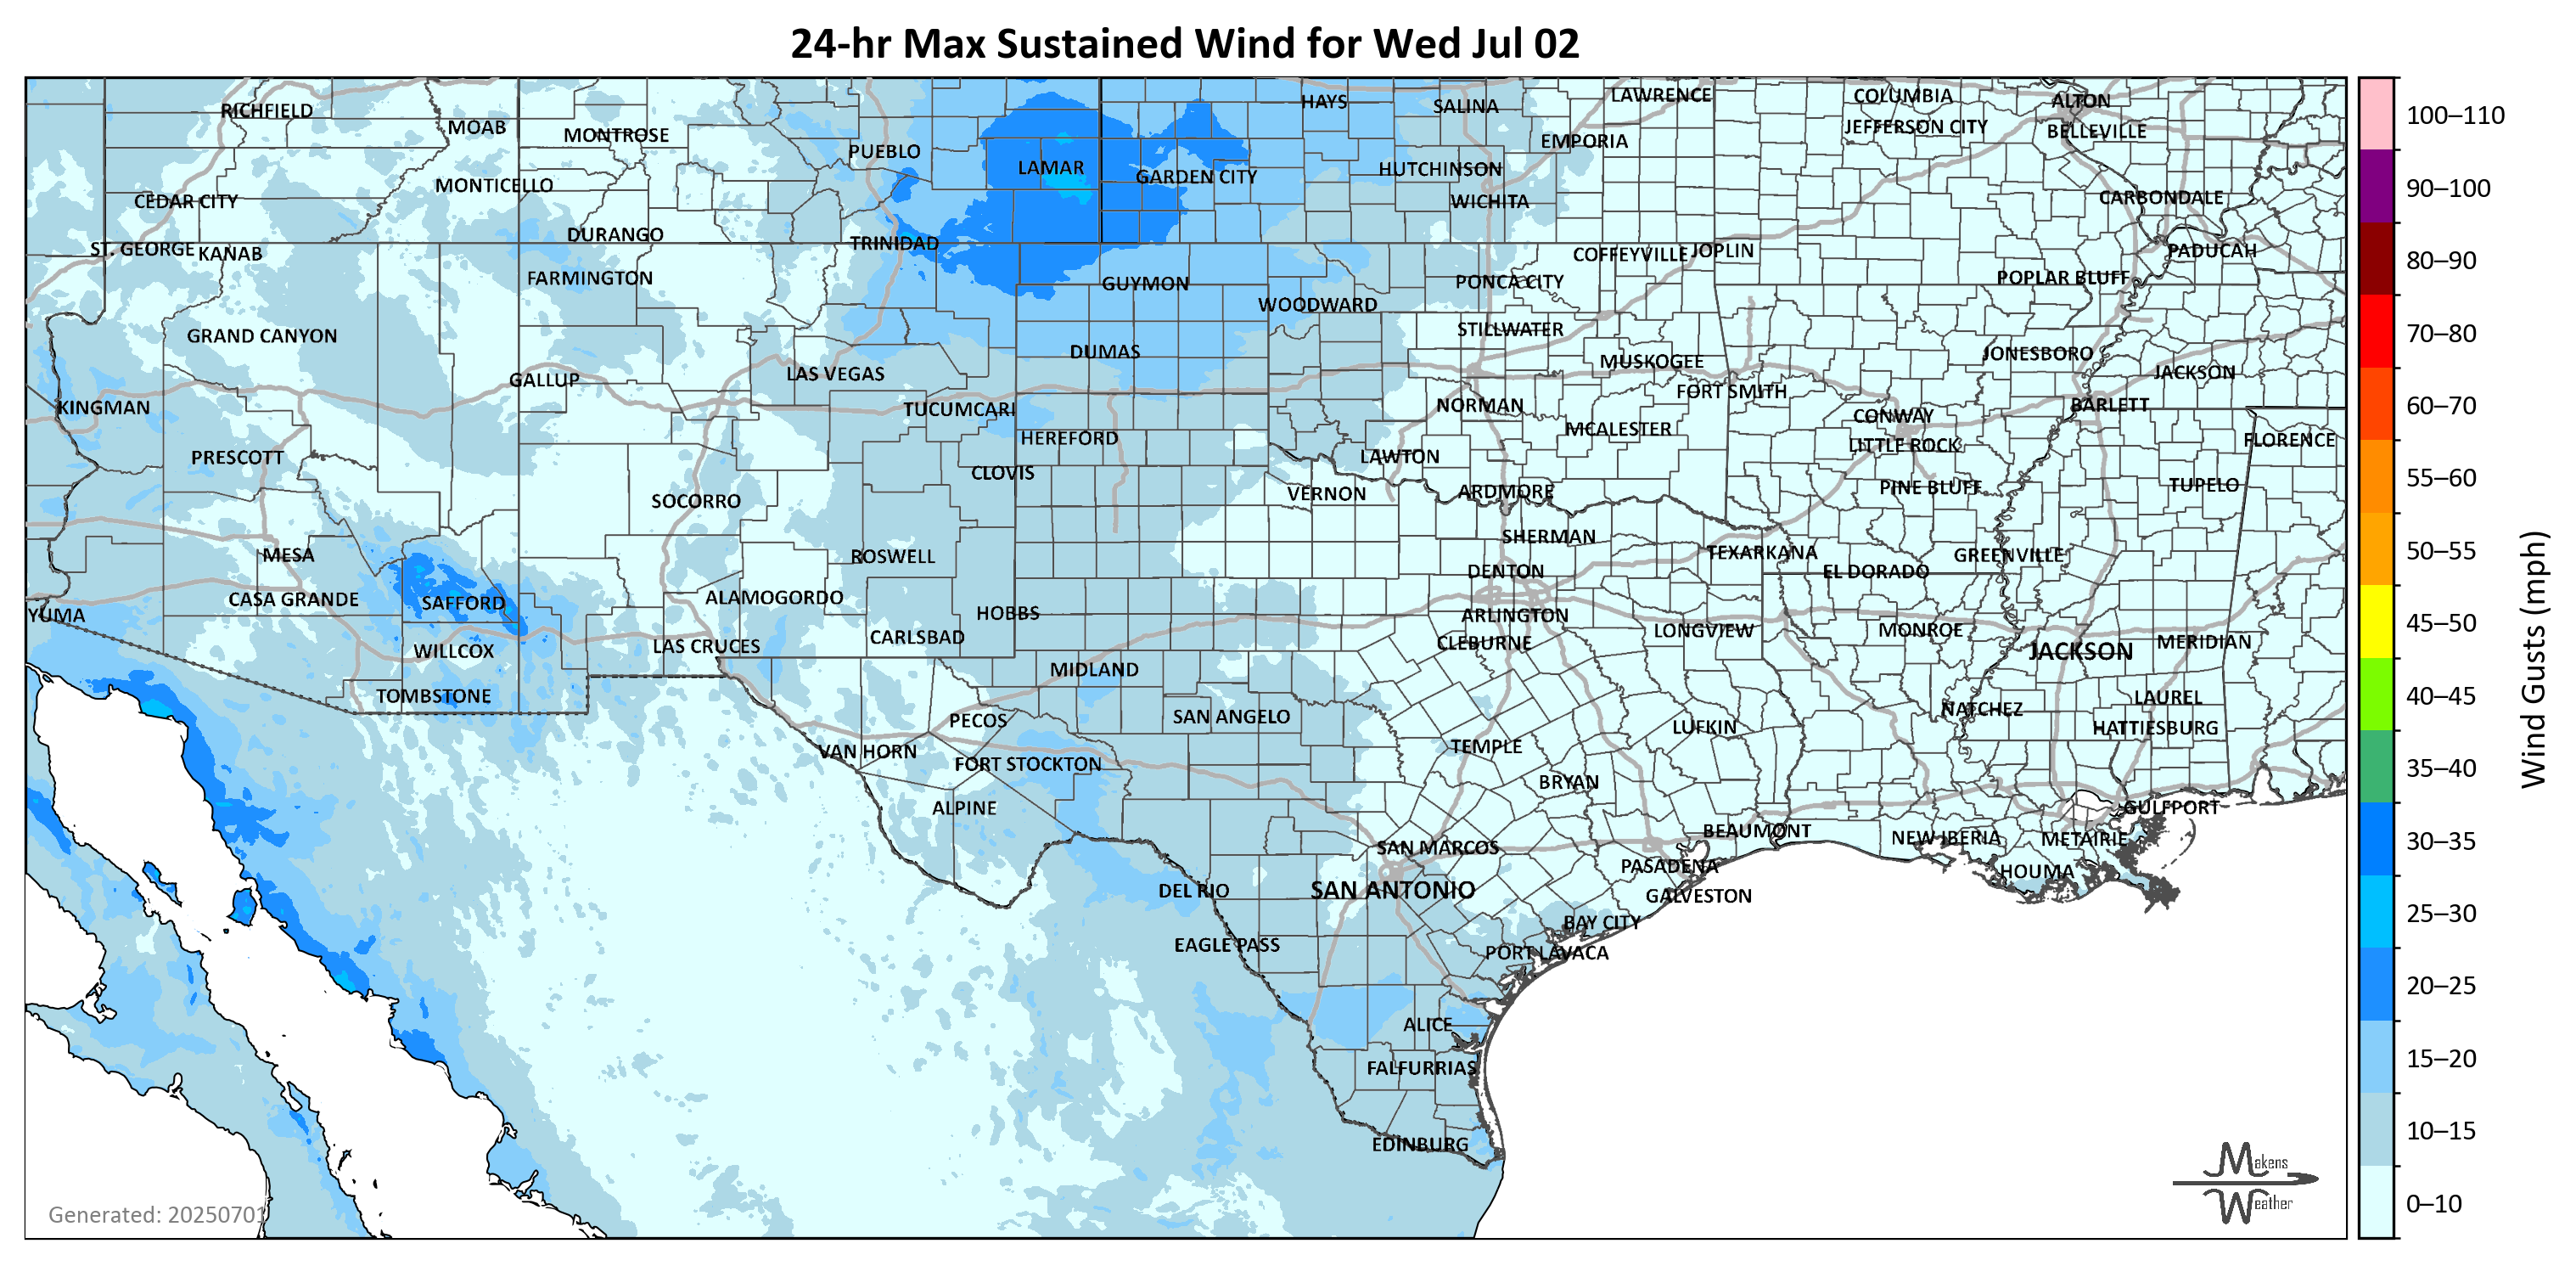 24-hr Max Sustained Wind for Wed Jul 02
RICHFIELD
MOAB
MONTROSE
PUEBLO
LAMAR
GARDEN CITY
HAYS
SALINA
LAWRENCE
EMPORIA
COLUMBIA
JEFFERSON CITY
ALTON
BELLEVILLE
CEDAR CITY
MONTICELLO
HUTCHINSON
WICHITA
CARBONDALE
ST. GEORGE
KANAB
DURANGO
TRINIDAD
COFFEYVILLE
JOPLIN
PADUCAH
FARMINGTON
GUYMON
WOODWARD
PONCA CITY
POPLAR BLUFF
GRAND CANYON
DUMAS
STILLWATER
MUSKOGEE
JONESBORO
GALLUP
LAS VEGAS
FORT SMITH
JACKSON
KINGMAN
TUCUMCARI
NORMAN
CONWAY
BARLETT
HEREFORD
MCALESTER
LITTLE ROCK
FLORENCE
PRESCOTT
CLOVIS
LAWTON
SOCORRO
VERNON
ARDMORE
PINE BLUFF
TUPELO
MESA
ROSWELL
SHERMAN
TEXARKANA
GREENVILLE
CASA GRANDE
SAFFORD
ALAMOGORDO
HOBBS
DENTON
EL DORADO
YUMA
ARLINGTON
WILLCOX
LAS CRUCES
CARLSBAD
CLEBURNE
LONGVIEW
MONROE
JACKSON
MERIDIAN
TOMBSTONE
MIDLAND
LAUREL
PECOS
SAN ANGELO
NATCHEZ
HATTIESBURG
VAN HORN
FORT STOCKTON
TEMPLE
LUFKIN
ALPINE
BRYAN
GULFPORT
BEAUMONT
NEW IBERIA
METAIRIE
SAN MARCOS
PASADENA
HOUMA
DEL RIO
SAN ANTONIO
GALVESTON
BAY CITY
EAGLE PASS
PORT LAVACA
ALICE
FALFURRIAS
EDINBURG
Generated: 20250701
Makens
Weather
100–110
90–100
80–90
70–80
60–70
55–60
50–55
45–50
40–45
35–40
30–35
25–30
20–25
15–20
10–15
0–10
Wind Gusts (mph)